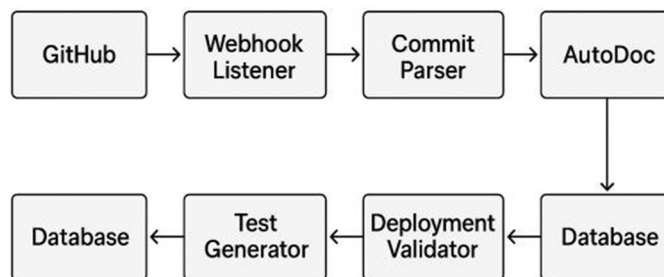 GitHub
Webhook
Listener
Commit
Parser
AutoDoc
Database
Test
Generator
Deployment
Validator
Database